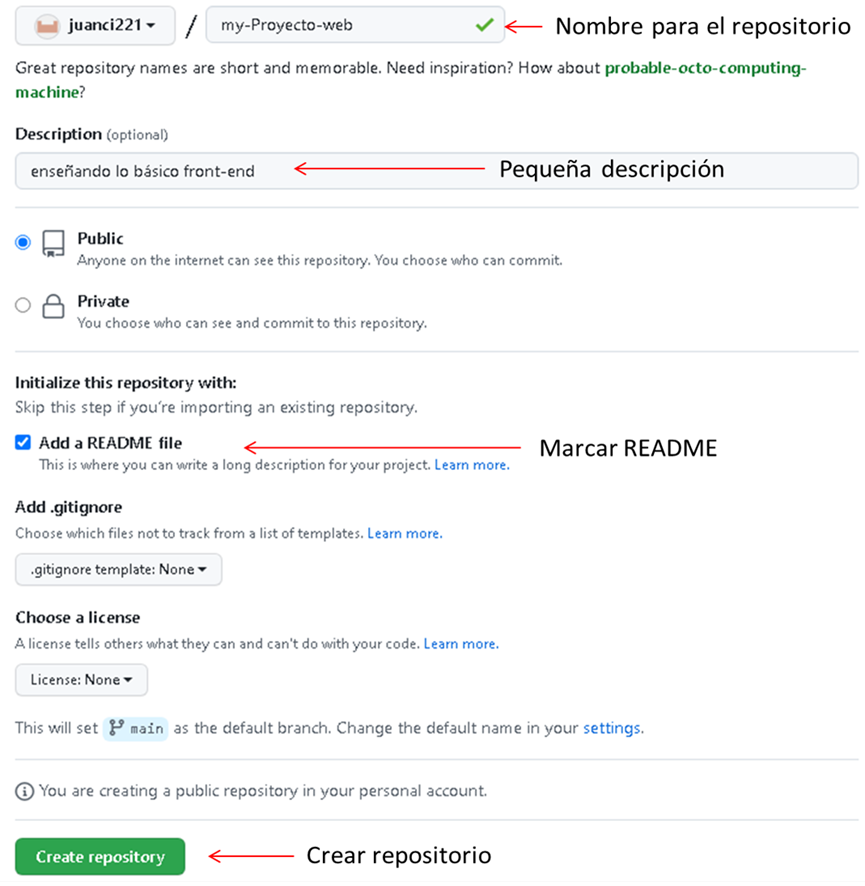 juanci221 / my-Proyecto-web Nombre para el repositorio
Great repository names are short and memorable. Need inspiration? How about probable-octo-computing-
machine?
Description (optional)
enseñando lo básico front-end Pequeña descripción
Public
Anyone on the internet can see this repository. You choose who can commit.
Private
You choose who can see and commit to this repository.
Initialize this repository with:
Skip this step if you're importing an existing repository.
Add a README file Marcar README
This is where you can write a long description for your project. Learn more.
Add .gitignore
Choose which files not to track from a list of templates. Learn more.
.gitignore template: None
Choose a license
A license tells others what they can and can't do with your code. Learn more.
License: None
This will set main as the default branch. Change the default name in your settings.
You are creating a public repository in your personal account.
Create repository Crear repositorio